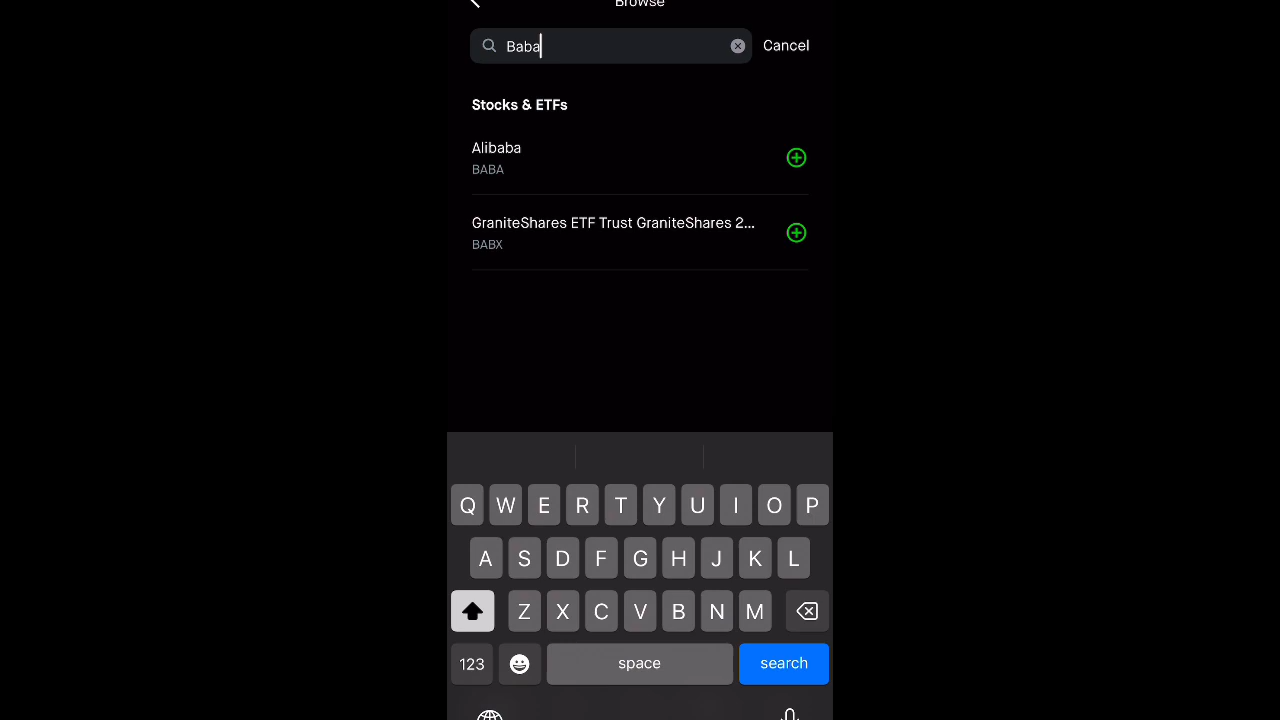 Browse
Baba
Cancel
Stocks & ETFs
Alibaba
BABA
GraniteShares ETF Trust GraniteShares 2...
BABX
Q W E R T Y U I O P
A S D F G H J K L
Z X C V B N M
123 space search